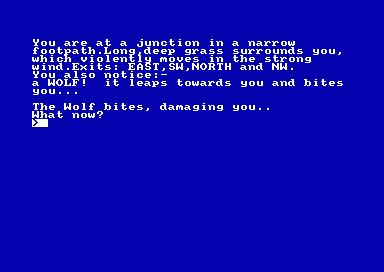 You are at a junction in a narrow
footpath.Long,deep grass surrounds you,
which violently moves in the strong
wind.Exits: EAST,SW,NORTH and NW.
You also notice:-
a WOLF!  it leaps towards you and bites
you...
The Wolf bites, damaging you..
What now?
>